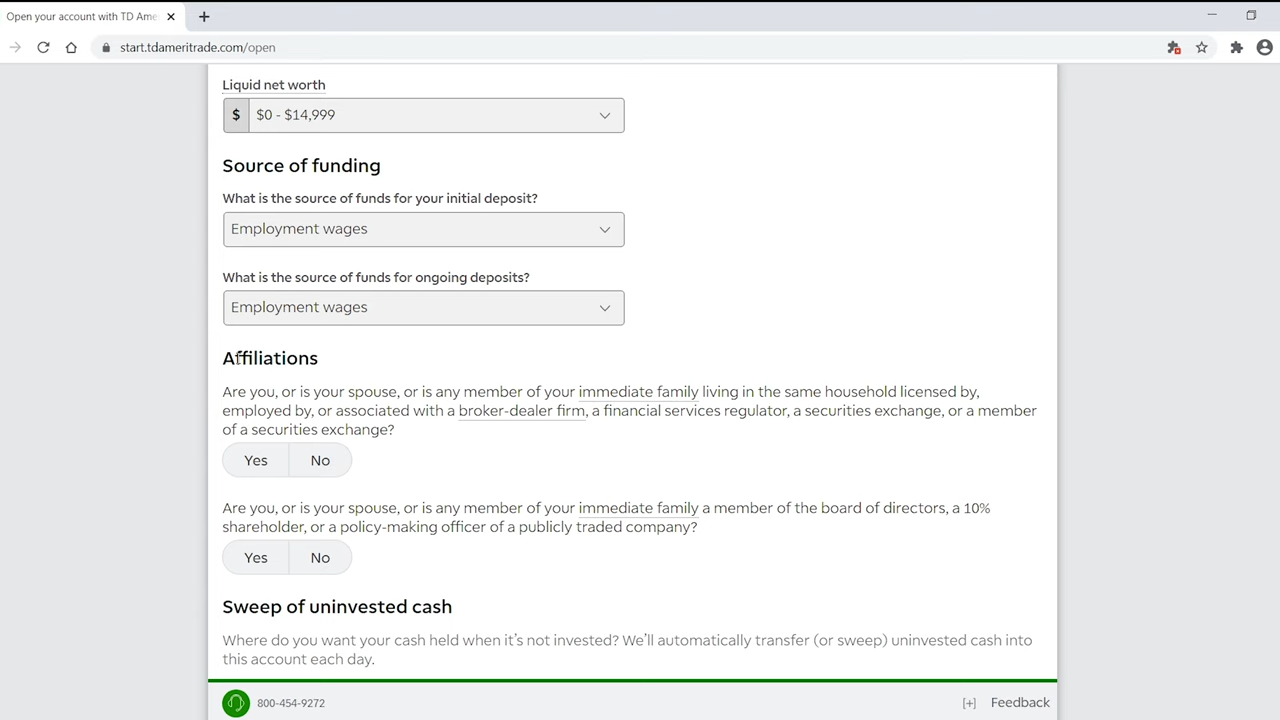 Open your account with TD Ame
start.tdameritrade.com/open
Liquid net worth
$ $0 - $14,999
Source of funding
What is the source of funds for your initial deposit?
Employment wages
What is the source of funds for ongoing deposits?
Employment wages
Affiliations
Are you, or is your spouse, or is any member of your immediate family living in the same household licensed by,
employed by, or associated with a broker-dealer firm, a financial services regulator, a securities exchange, or a member
of a securities exchange?
Yes No
Are you, or is your spouse, or is any member of your immediate family a member of the board of directors, a 10%
shareholder, or a policy-making officer of a publicly traded company?
Yes No
Sweep of uninvested cash
Where do you want your cash held when it's not invested? We'll automatically transfer (or sweep) uninvested cash into
this account each day.
800-454-9272 [+] Feedback